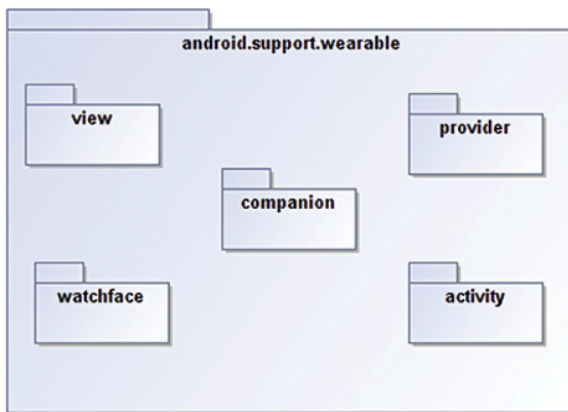 android.support.wearable
view
provider
companion
watchface
activity